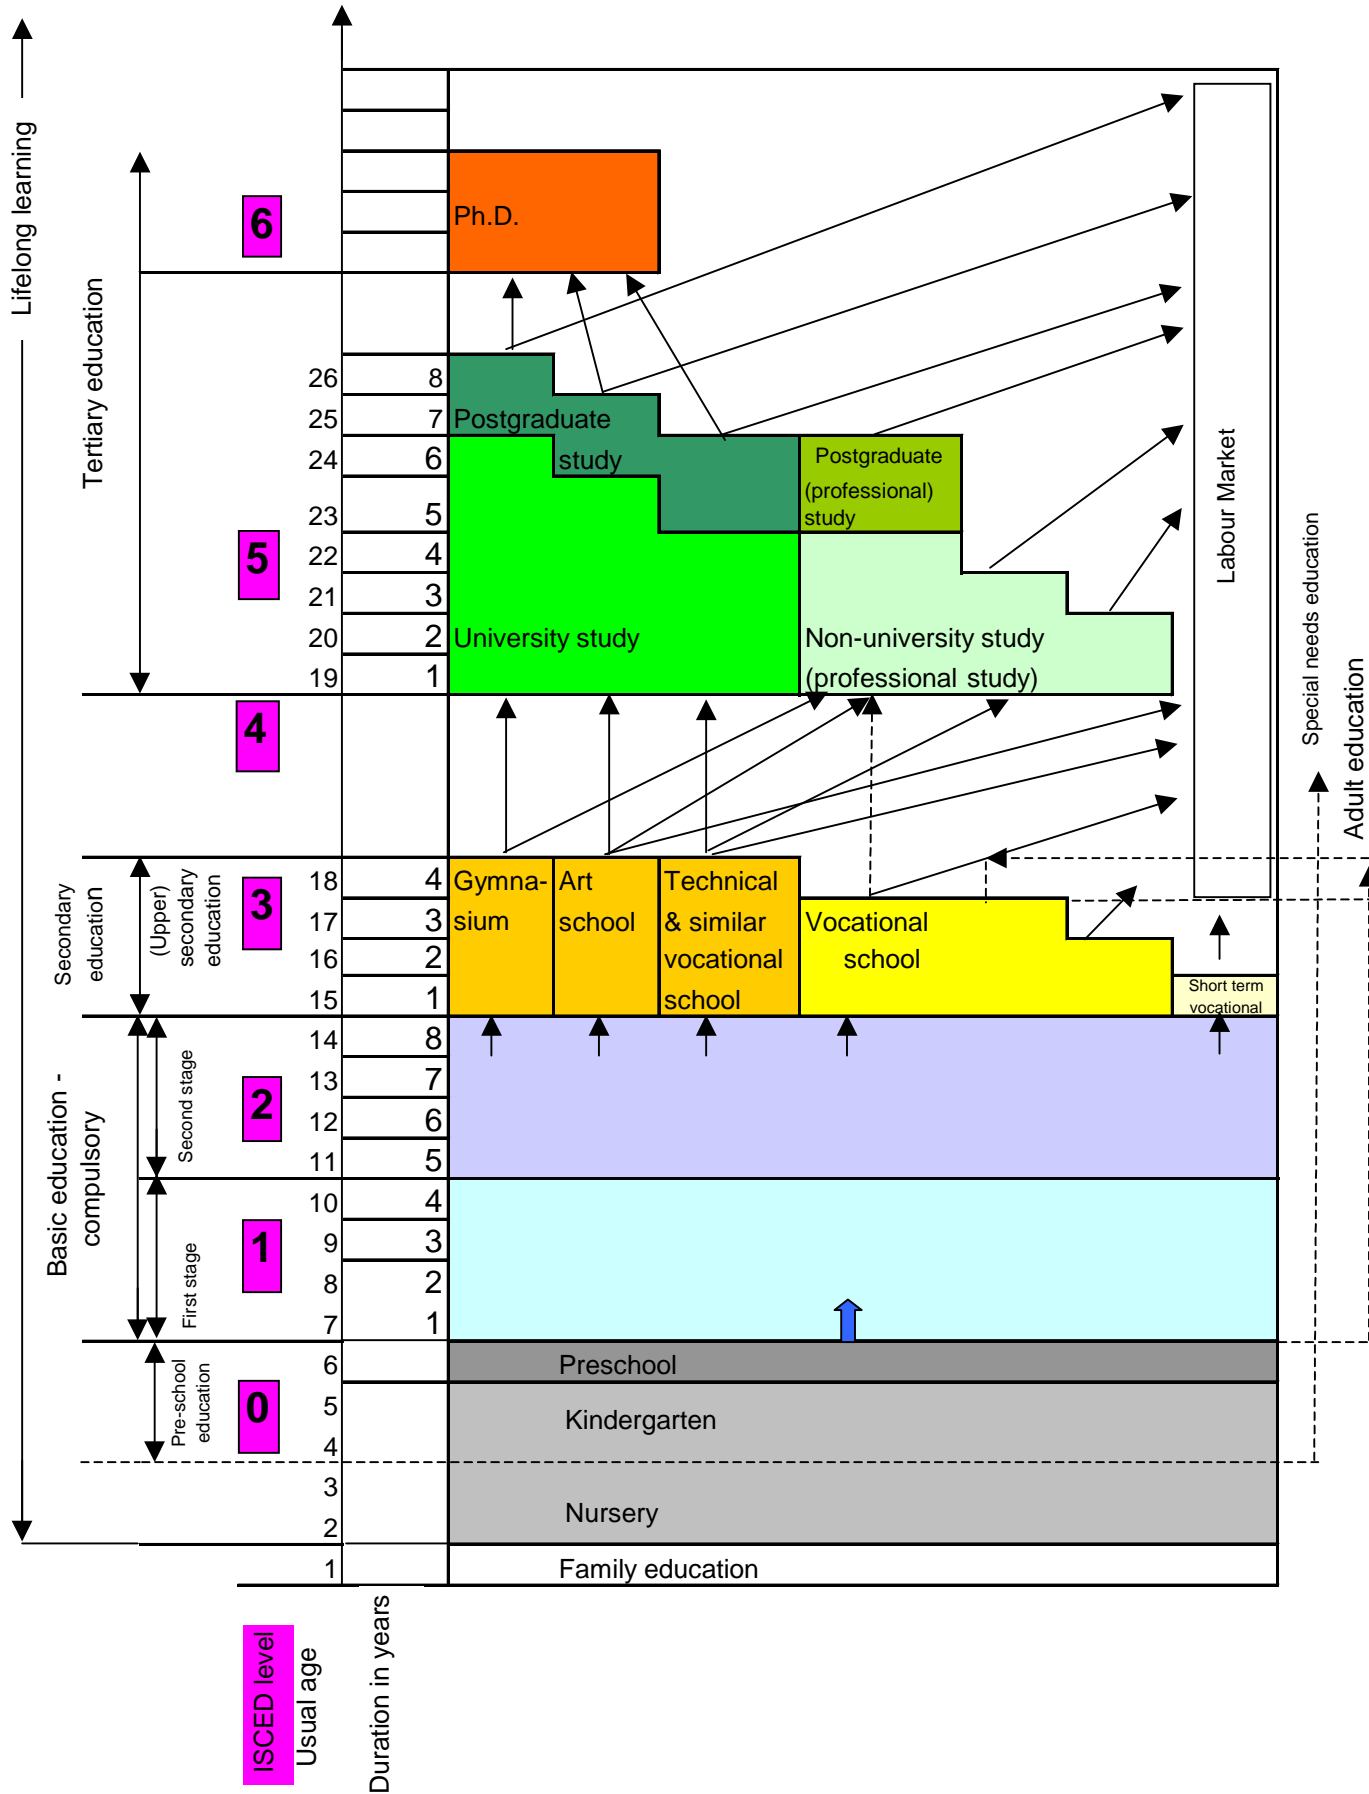 Lifelong learning
Tertiary education
6
Ph.D.
26
8
25
7
Postgraduate
24
6
study
Postgraduate
(professional)
23
5
study
5
22
4
21
3
20
2
University study
Non-university study
19
1
(professional study)
Labour Market
Special needs education
Adult education
4
Secondary
education
(Upper)
secondary
education
3
18
4
Gymna-
Art
Technical
17
3
sium
school
& similar
Vocational
16
2
vocational
school
15
1
school
Short term
vocational
Basic education -
compulsory
Second stage
2
14
8
13
7
12
6
11
5
First stage
1
10
4
9
3
8
2
7
1
Pre-school
education
0
6
Preschool
5
Kindergarten
4
3
Nursery
2
1
Family education
ISCED level
Usual age
Duration in years